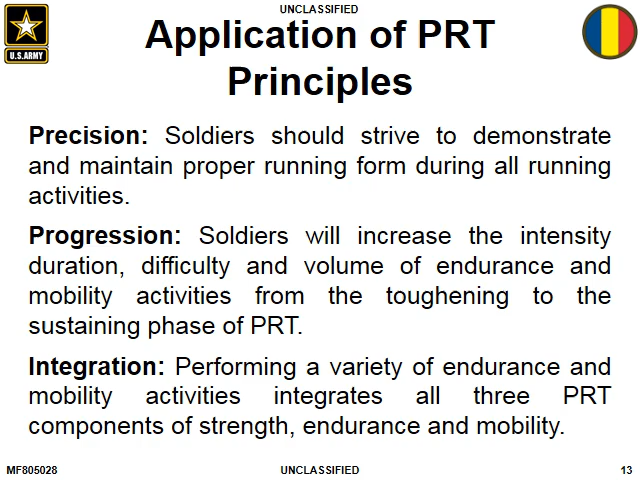 UNCLASSIFIED
Application of PRT
Principles
U.S.ARMY
Precision: Soldiers should strive to demonstrate
and maintain proper running form during all running
activities.
Progression: Soldiers will increase the intensity
duration, difficulty and volume of endurance and
mobility activities from the toughening to the
sustaining phase of PRT.
Integration: Performing a variety of endurance and
mobility activities integrates all three PRT
components of strength, endurance and mobility.
MF805028 UNCLASSIFIED 13